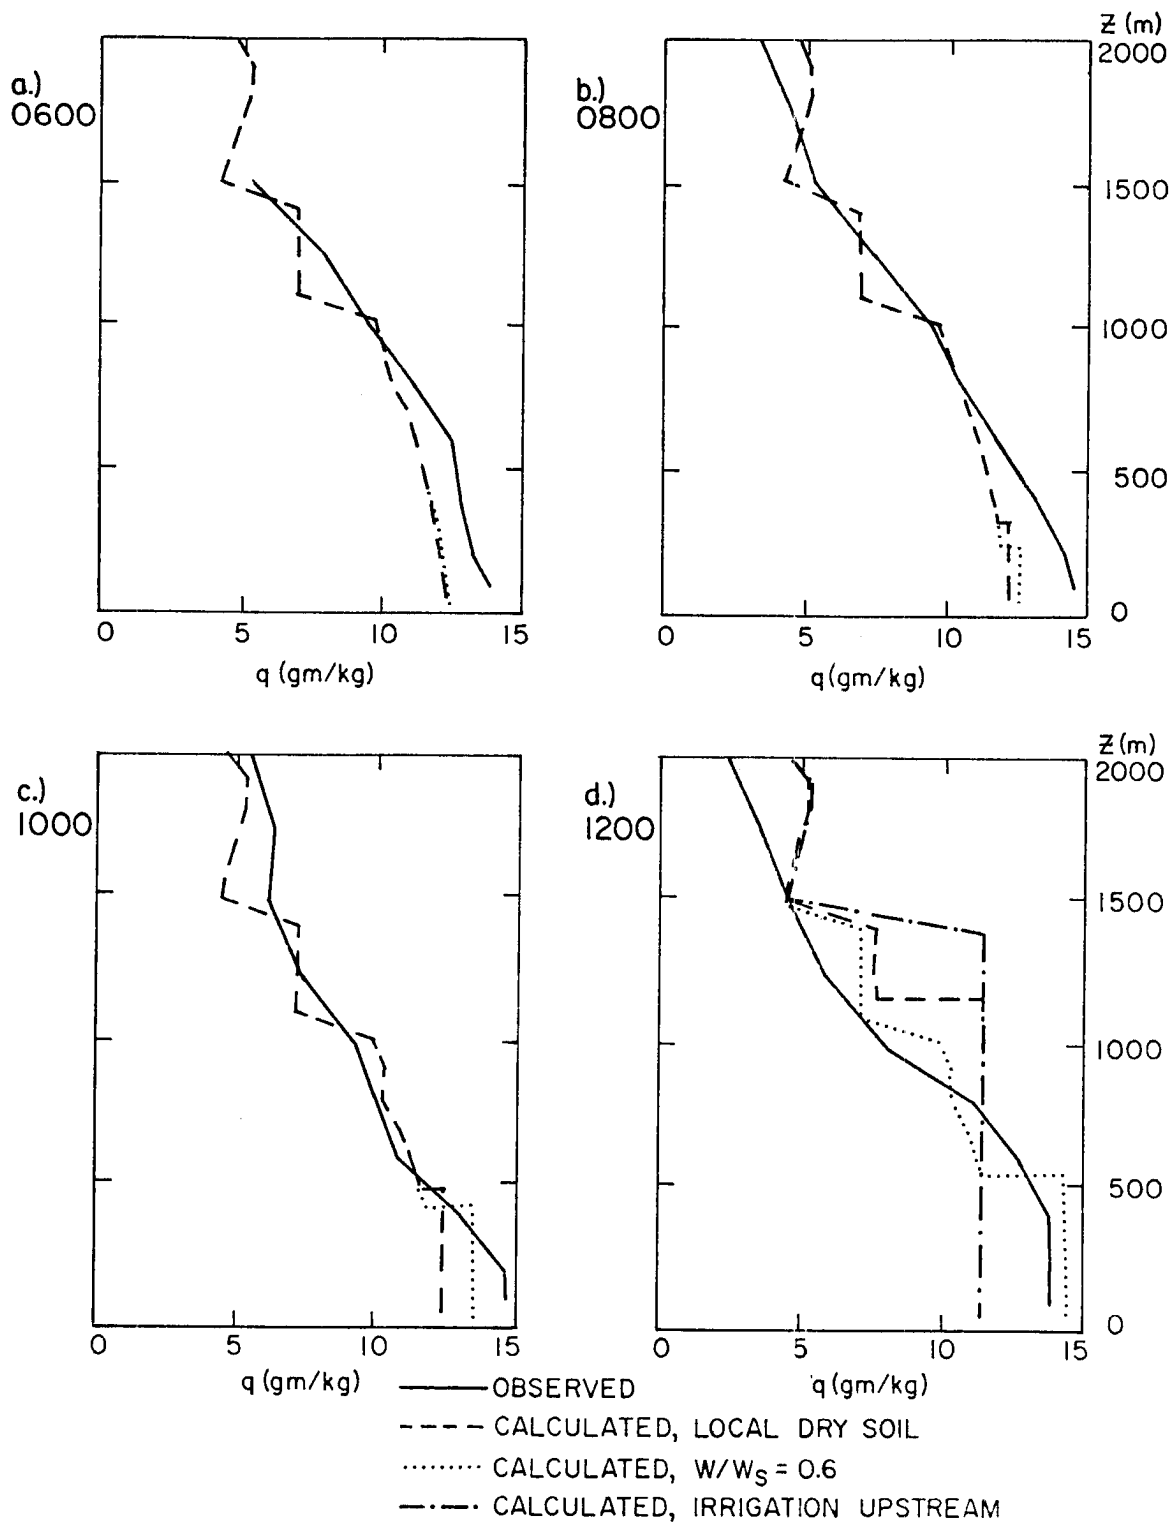 Z (m)
a.)
0600
b.)
0800
2000
1500
1000
500
0
0 5 10 15
q (gm/kg)
0 5 10 15
q (gm/kg)
Z (m)
c.)
1000
d.)
1200
2000
1500
1000
500
0
0 5 10 15
q (gm/kg)
0 5 10 15
q (gm/kg)
OBSERVED
CALCULATED, LOCAL DRY SOIL
CALCULATED, W/WS = 0.6
CALCULATED, IRRIGATION UPSTREAM